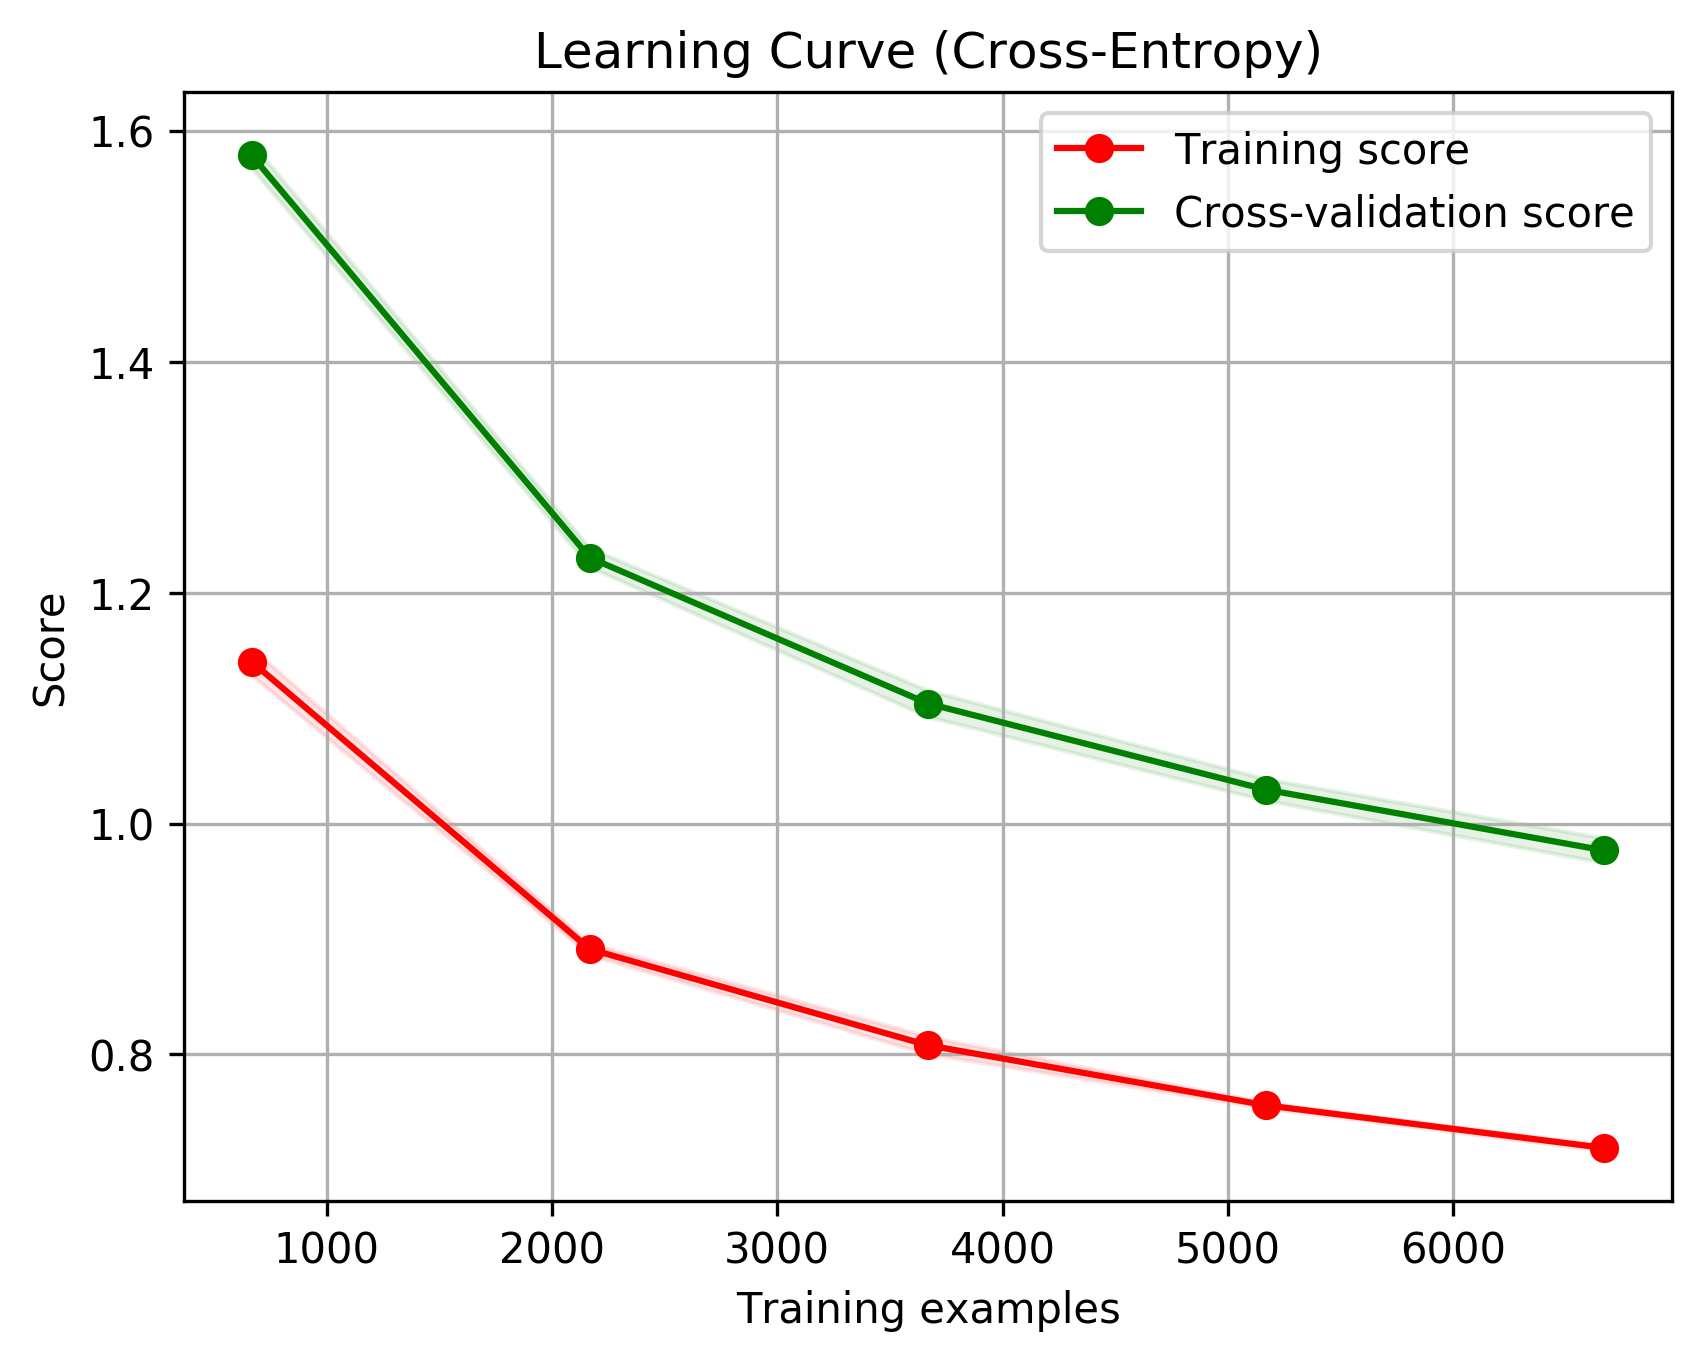 Learning Curve (Cross-Entropy)
Training score
Cross-validation score
1.6
1.4
1.2
1.0
0.8
Score
1000 2000 3000 4000 5000 6000
Training examples